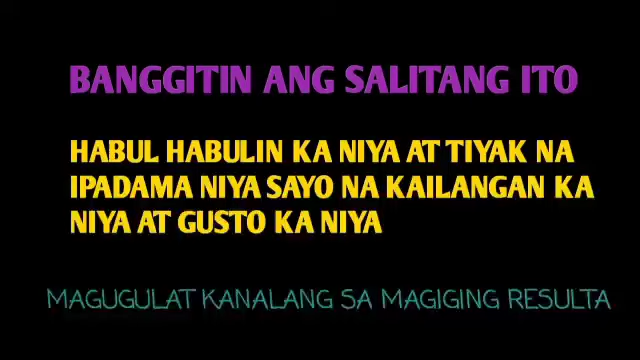 BANGGITIN ANG SALITANG ITO
HABUL HABULIN KA NIYA AT TIYAK NA
IPADAMA NIYA SAYO NA KAILANGAN KA
NIYA AT GUSTO KA NIYA
MAGUGULAT KANALANG SA MAGIGING RESULTA